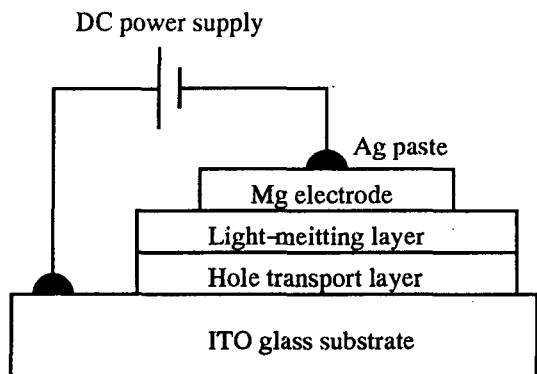 DC power supply
Ag paste
Mg electrode
Light-meitting layer
Hole transport layer
ITO glass substrate